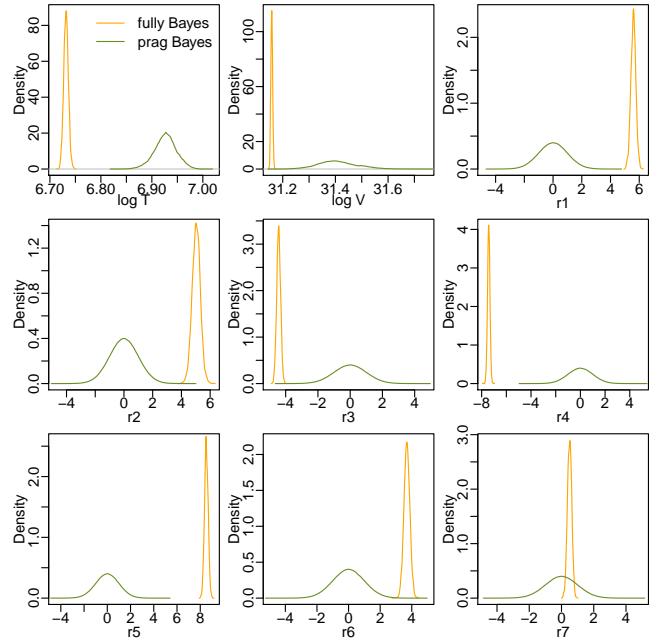 fully Bayes
prag Bayes
Density
0 20 40 60 80
6.70 6.80 6.90 7.00
log T
Density
0 20 40 60 80 100
31.2 31.4 31.6
log V
Density
0.0 1.0 2.0
−4 0 2 4 6
r1
Density
0.0 0.4 0.8 1.2
−4 0 2 4 6
r2
Density
0.0 1.0 2.0 3.0
−4 −2 0 2 4
r3
Density
0 1 2 3 4
−8 −4 0 2 4
r4
Density
0.0 1.0 2.0
−4 0 2 4 8
r5
Density
0.0 0.5 1.0 1.5 2.0
−4 −2 0 2 4
r6
Density
0.0 1.0 2.0 3.0
−4 −2 0 2 4
r7